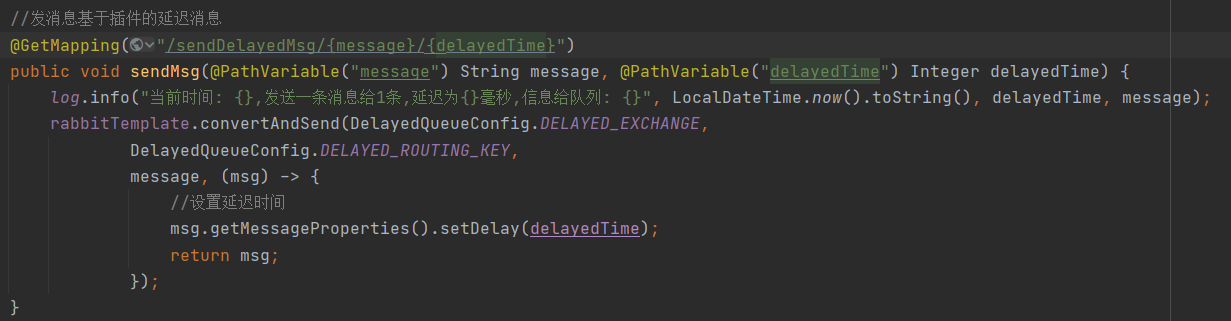 //发消息基于插件的延迟消息
@GetMapping("/sendDelayedMsg/{message}/{delayedTime}")
public void sendMsg(@PathVariable("message") String message, @PathVariable("delayedTime") Integer delayedTime) {
    log.info("当前时间: {},发送一条消息给1条,延迟为{}毫秒,信息给队列: {}", LocalDateTime.now().toString(), delayedTime, message);
    rabbitTemplate.convertAndSend(DelayedQueueConfig.DELAYED_EXCHANGE,
            DelayedQueueConfig.DELAYED_ROUTING_KEY,
            message, (msg) -> {
                //设置延迟时间
                msg.getMessageProperties().setDelay(delayedTime);
                return msg;
            });
}